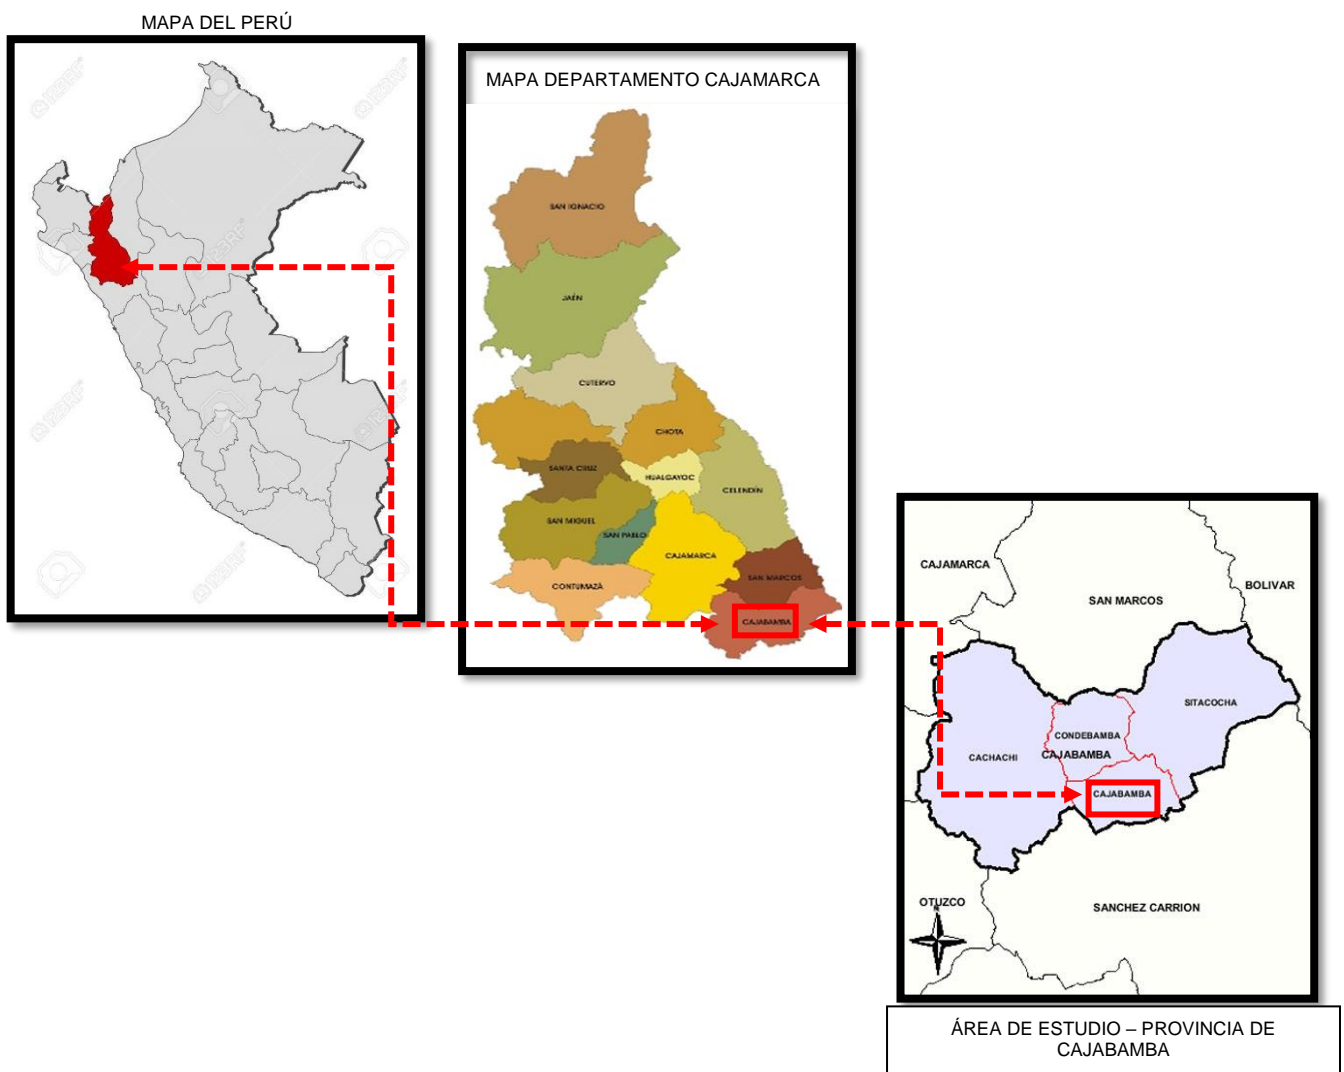 MAPA DEL PERÚ
123RF
MAPA DEPARTAMENTO CAJAMARCA
SAN IGNACIO
JAÉN
CUTERVO
CHOTA
SANTA CRUZ
HUALGAYOC
CELENDÍN
SAN MIGUEL
SAN PABLO
CAJAMARCA
SAN MARCOS
CONTUMAZÁ
CAJABAMBA
CAJAMARCA
BOLIVAR
SAN MARCOS
SITACOCHA
CONDEBAMBA
CAJABAMBA
CACHACHI
CAJABAMBA
OTUZCO
N
SANCHEZ CARRION
ÁREA DE ESTUDIO – PROVINCIA DE
CAJABAMBA